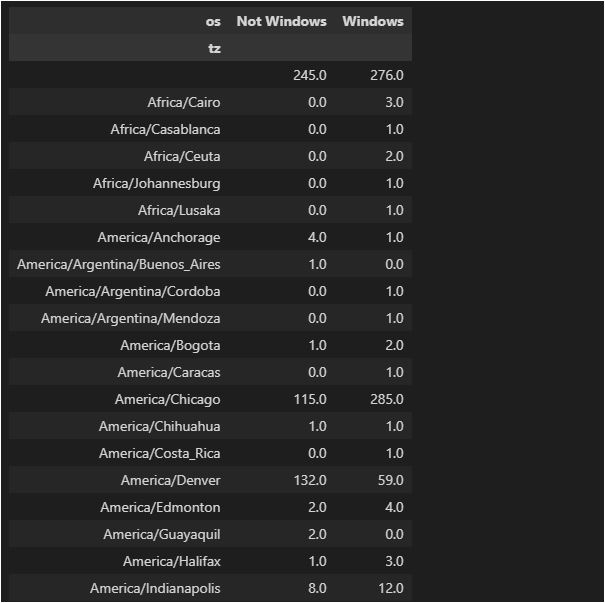 os Not Windows Windows
tz
245.0 276.0
Africa/Cairo 0.0 3.0
Africa/Casablanca 0.0 1.0
Africa/Ceuta 0.0 2.0
Africa/Johannesburg 0.0 1.0
Africa/Lusaka 0.0 1.0
America/Anchorage 4.0 1.0
America/Argentina/Buenos_Aires 1.0 0.0
America/Argentina/Cordoba 0.0 1.0
America/Argentina/Mendoza 0.0 1.0
America/Bogota 1.0 2.0
America/Caracas 0.0 1.0
America/Chicago 115.0 285.0
America/Chihuahua 1.0 1.0
America/Costa_Rica 0.0 1.0
America/Denver 132.0 59.0
America/Edmonton 2.0 4.0
America/Guayaquil 2.0 0.0
America/Halifax 1.0 3.0
America/Indianapolis 8.0 12.0